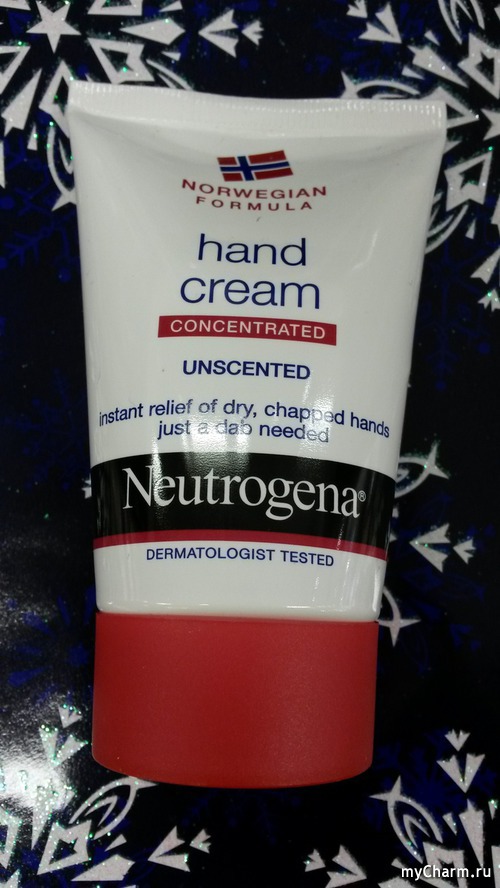 NORWEGIAN
FORMULA
hand
cream
CONCENTRATED
UNSCENTED
instant relief of dry, chapped hands
just a dab needed
Neutrogena®
DERMATOLOGIST TESTED
myCharm.ru